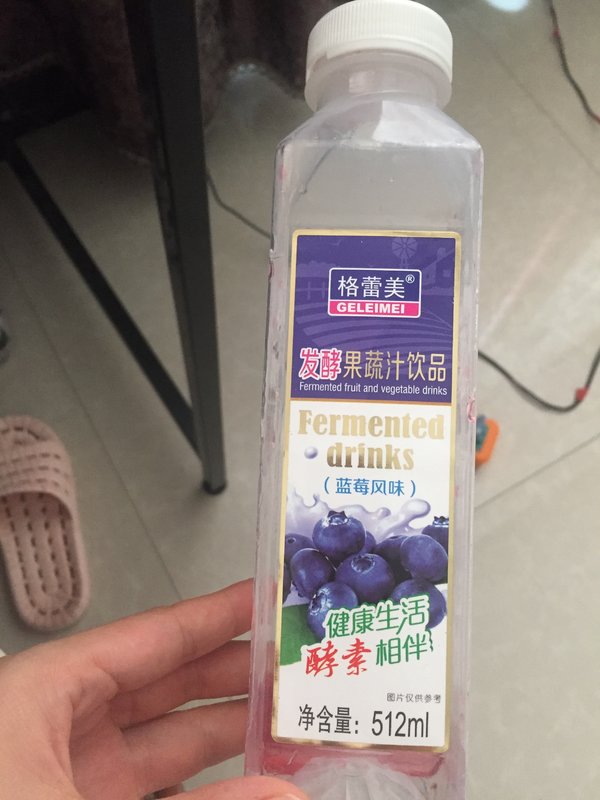 格蕾美®
GELEIMEI
发酵果蔬汁饮品
Fermented fruit and vegetable drinks
Fermented
drinks
（蓝莓风味）
健康生活
酵素相伴
图片仅供参考
净含量：512ml